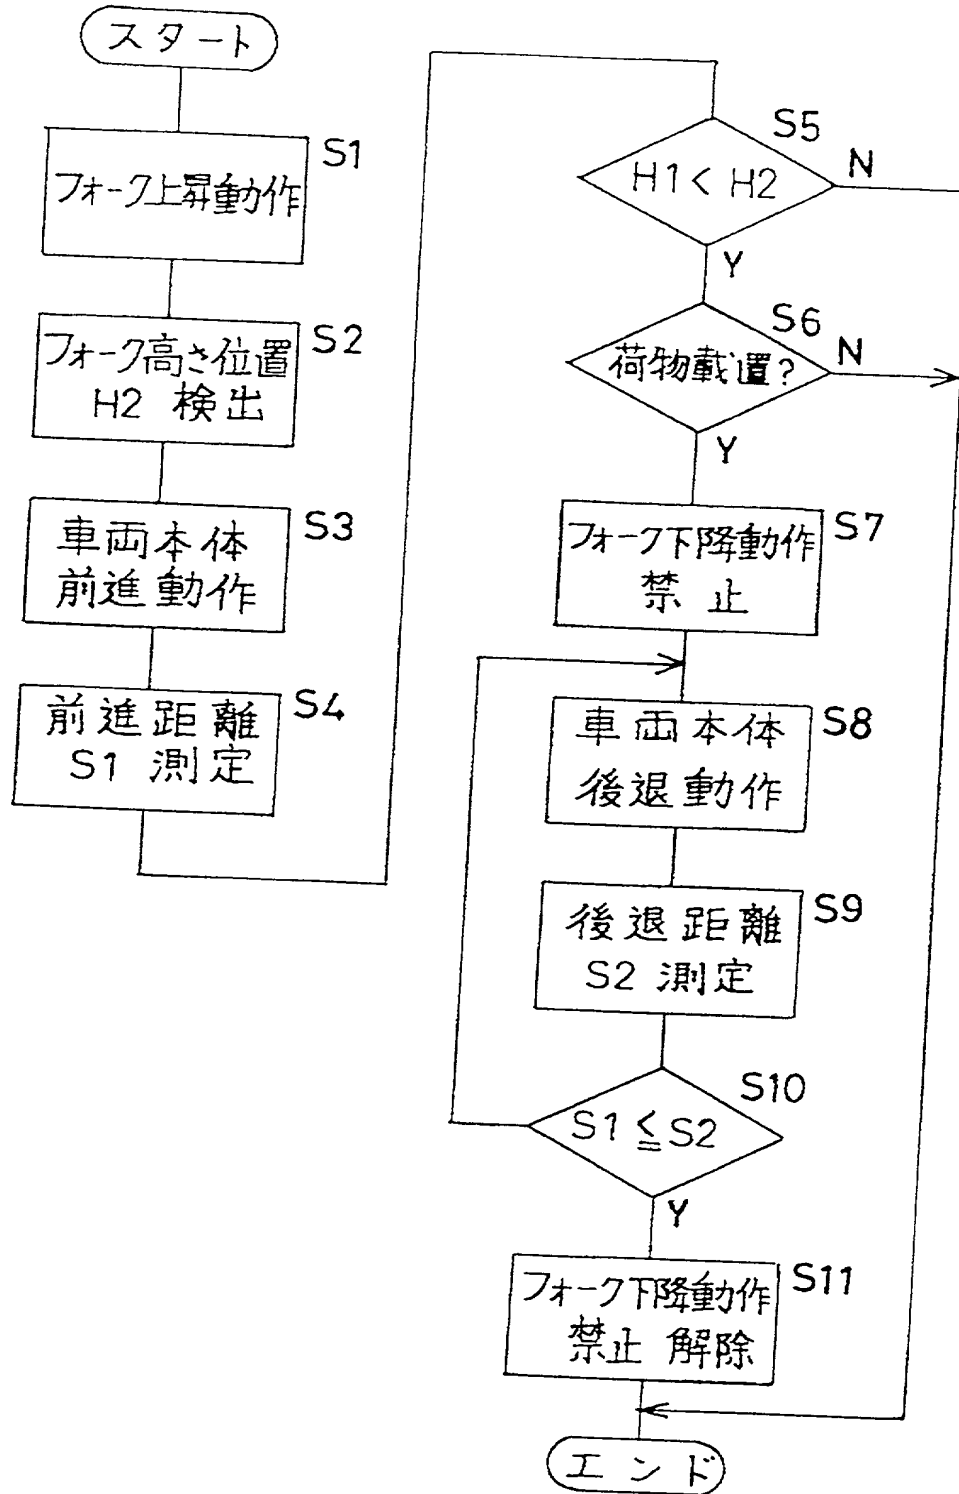 スタート
S1
フォーク上昇動作
S2
フォーク高さ位置
H2 検出
S3
車両本体
前進動作
S4
前進距離
S1 測定
S5
H1 < H2
N
Y
S6
荷物載置?
N
Y
S7
フォーク下降動作
禁止
S8
車両本体
後退動作
S9
後退距離
S2 測定
S10
S1 ≦ S2
Y
S11
フォーク下降動作
禁止 解除
エンド